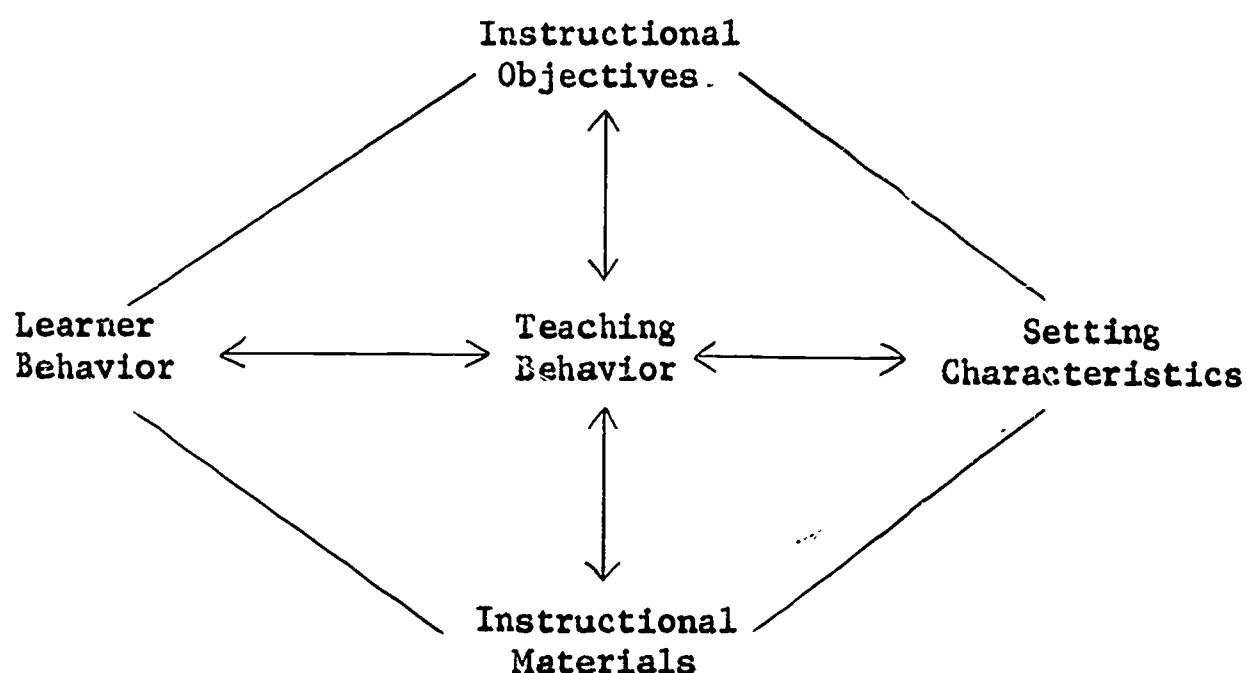 Instructional
Objectives.
Learner
Behavior
Teaching
Behavior
Setting
Characteristics
Instructional
Materials